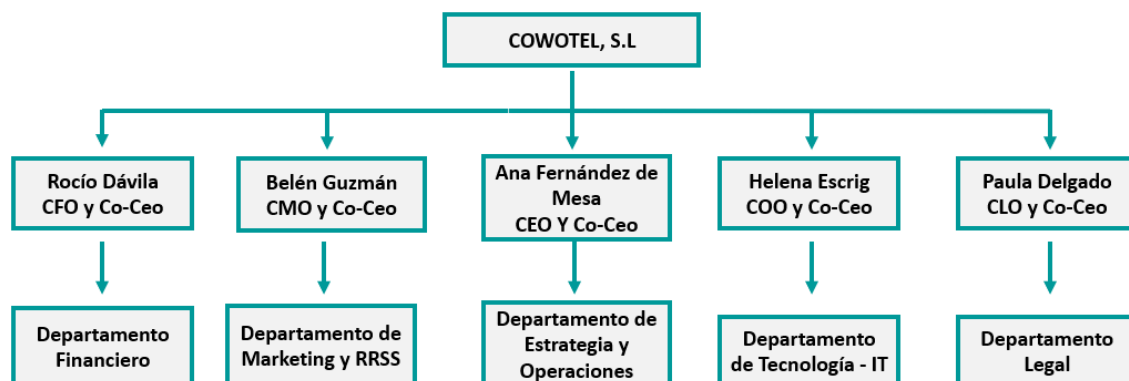 COWOTEL, S.L
Rocío Dávila
CFO y Co-Ceo
Belén Guzmán
CMO y Co-Ceo
Ana Fernández de
Mesa
CEO Y Co-Ceo
Helena Escrig
COO y Co-Ceo
Paula Delgado
CLO y Co-Ceo
Departamento
Financiero
Departamento de
Marketing y RRSS
Departamento de
Estrategia y
Operaciones
Departamento
de Tecnología - IT
Departamento
Legal